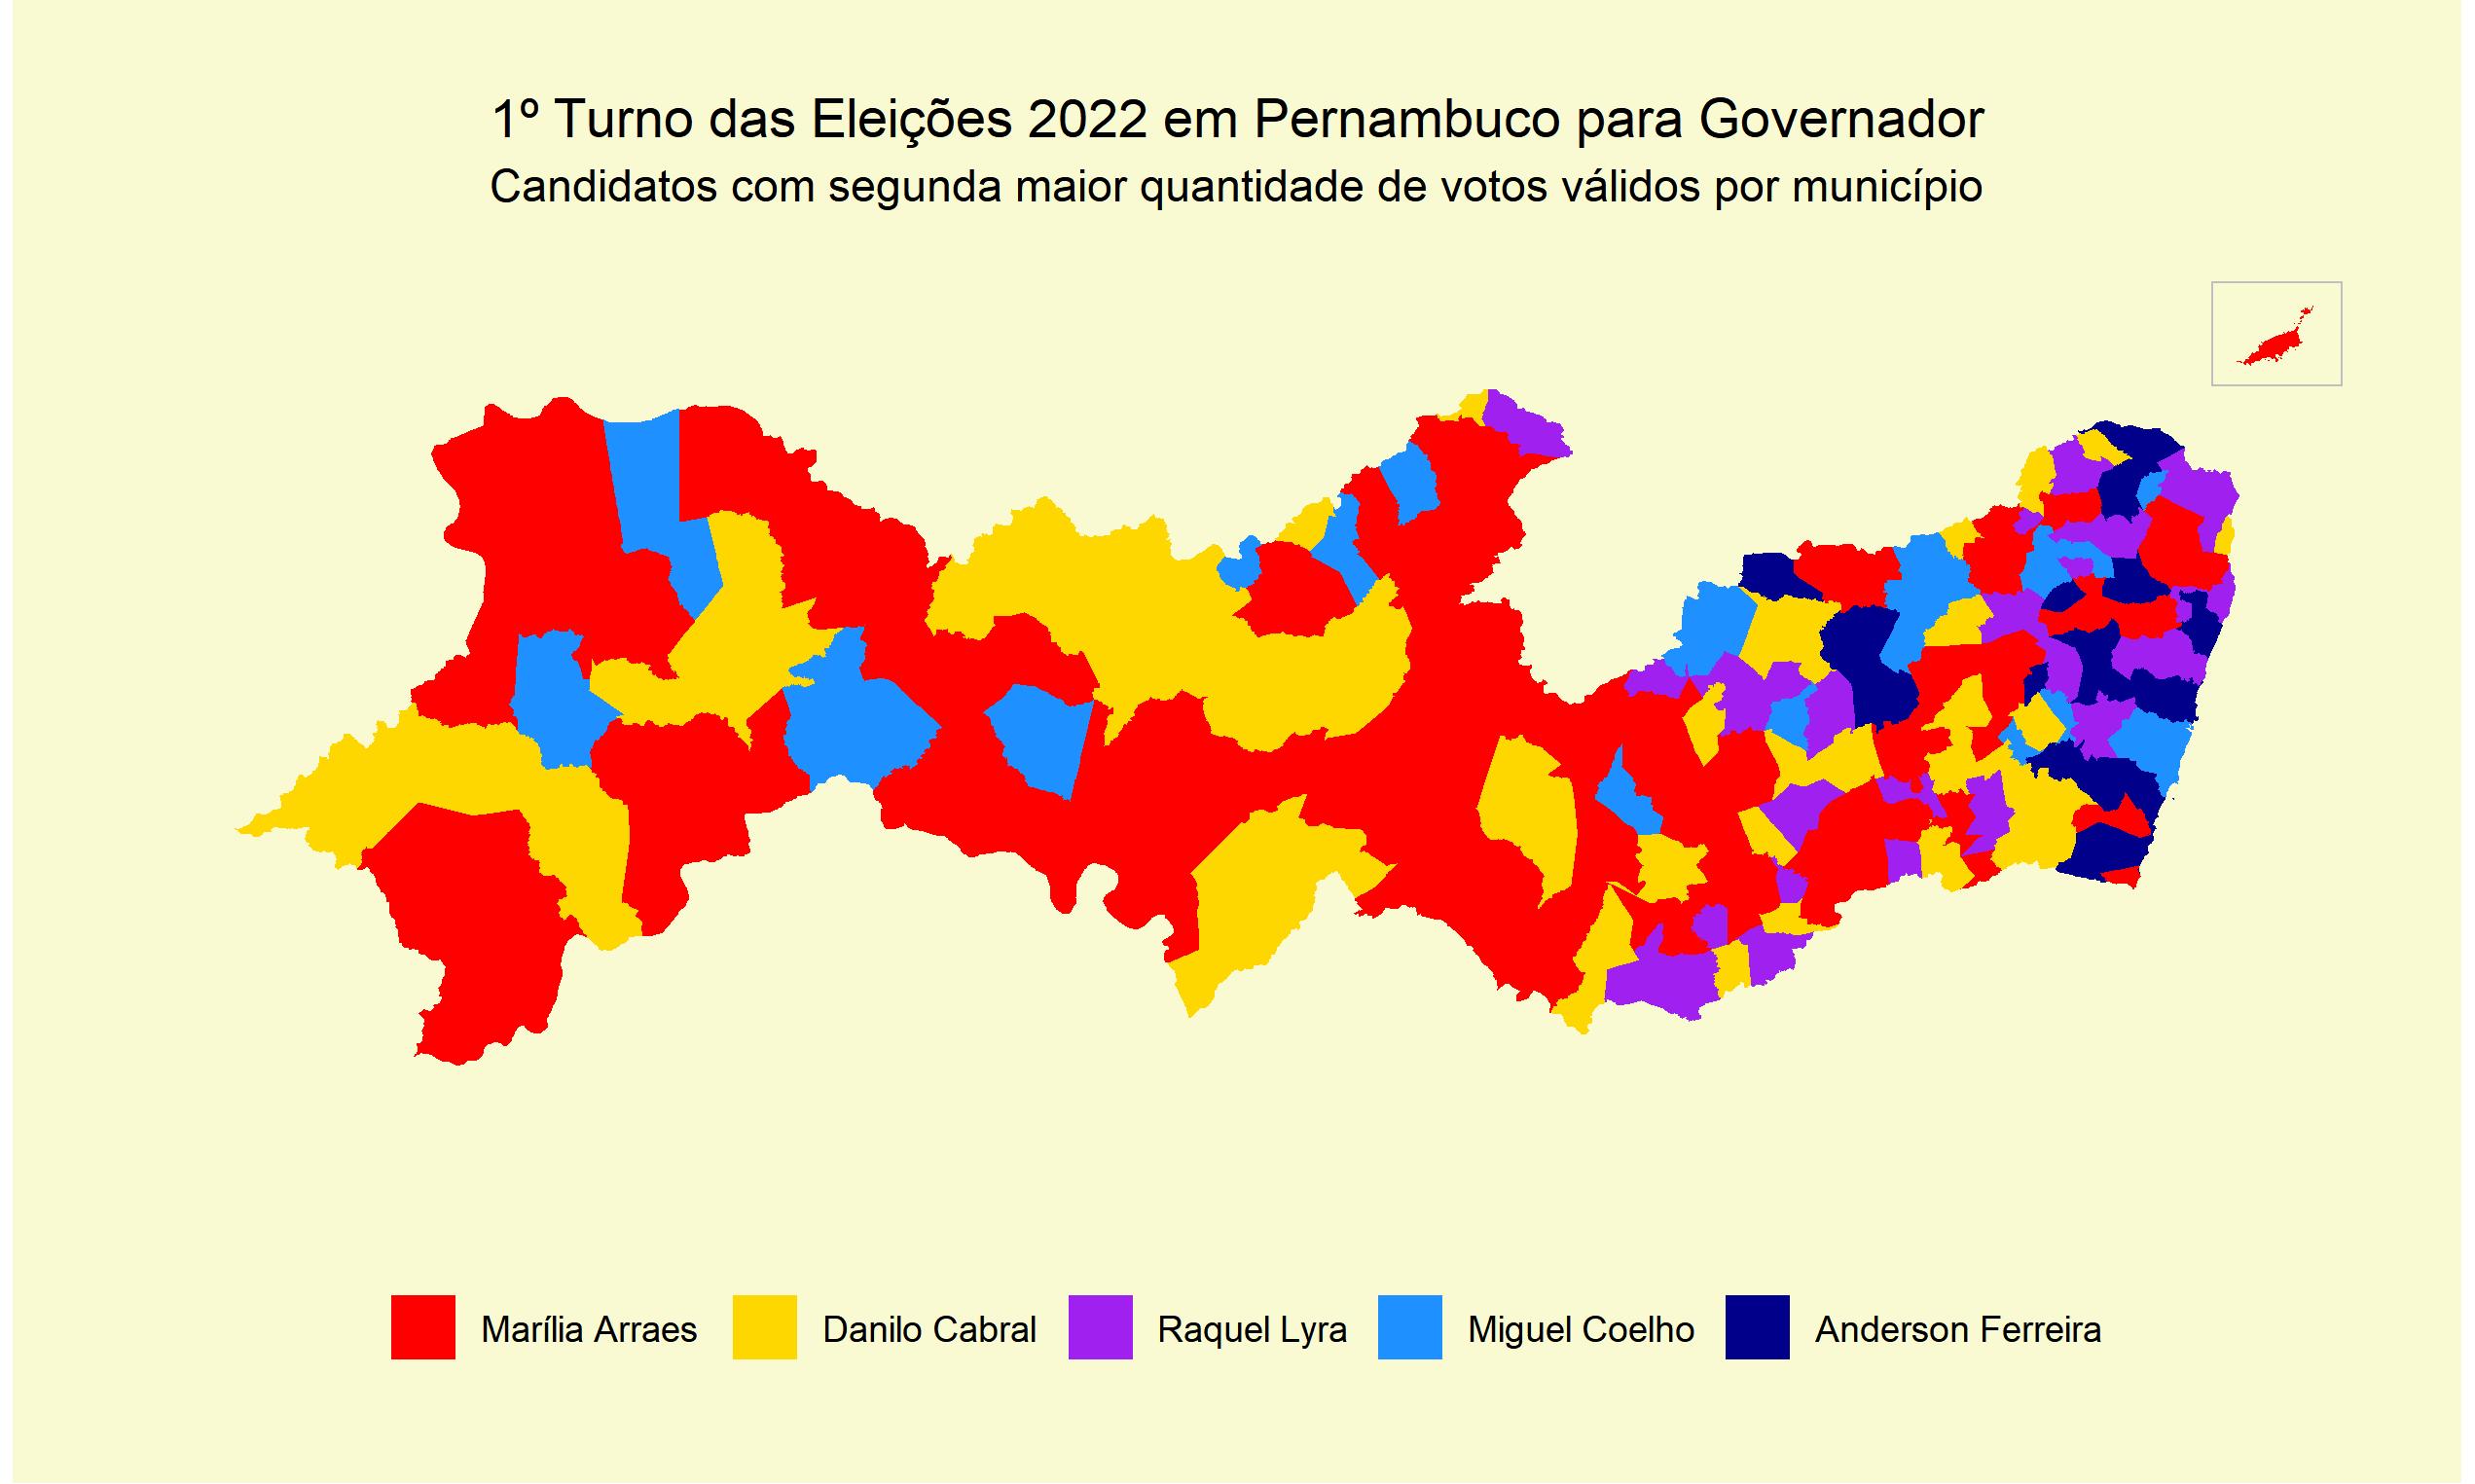 1º Turno das Eleições 2022 em Pernambuco para Governador
Candidatos com segunda maior quantidade de votos válidos por município
Marília Arraes Danilo Cabral Raquel Lyra Miguel Coelho Anderson Ferreira